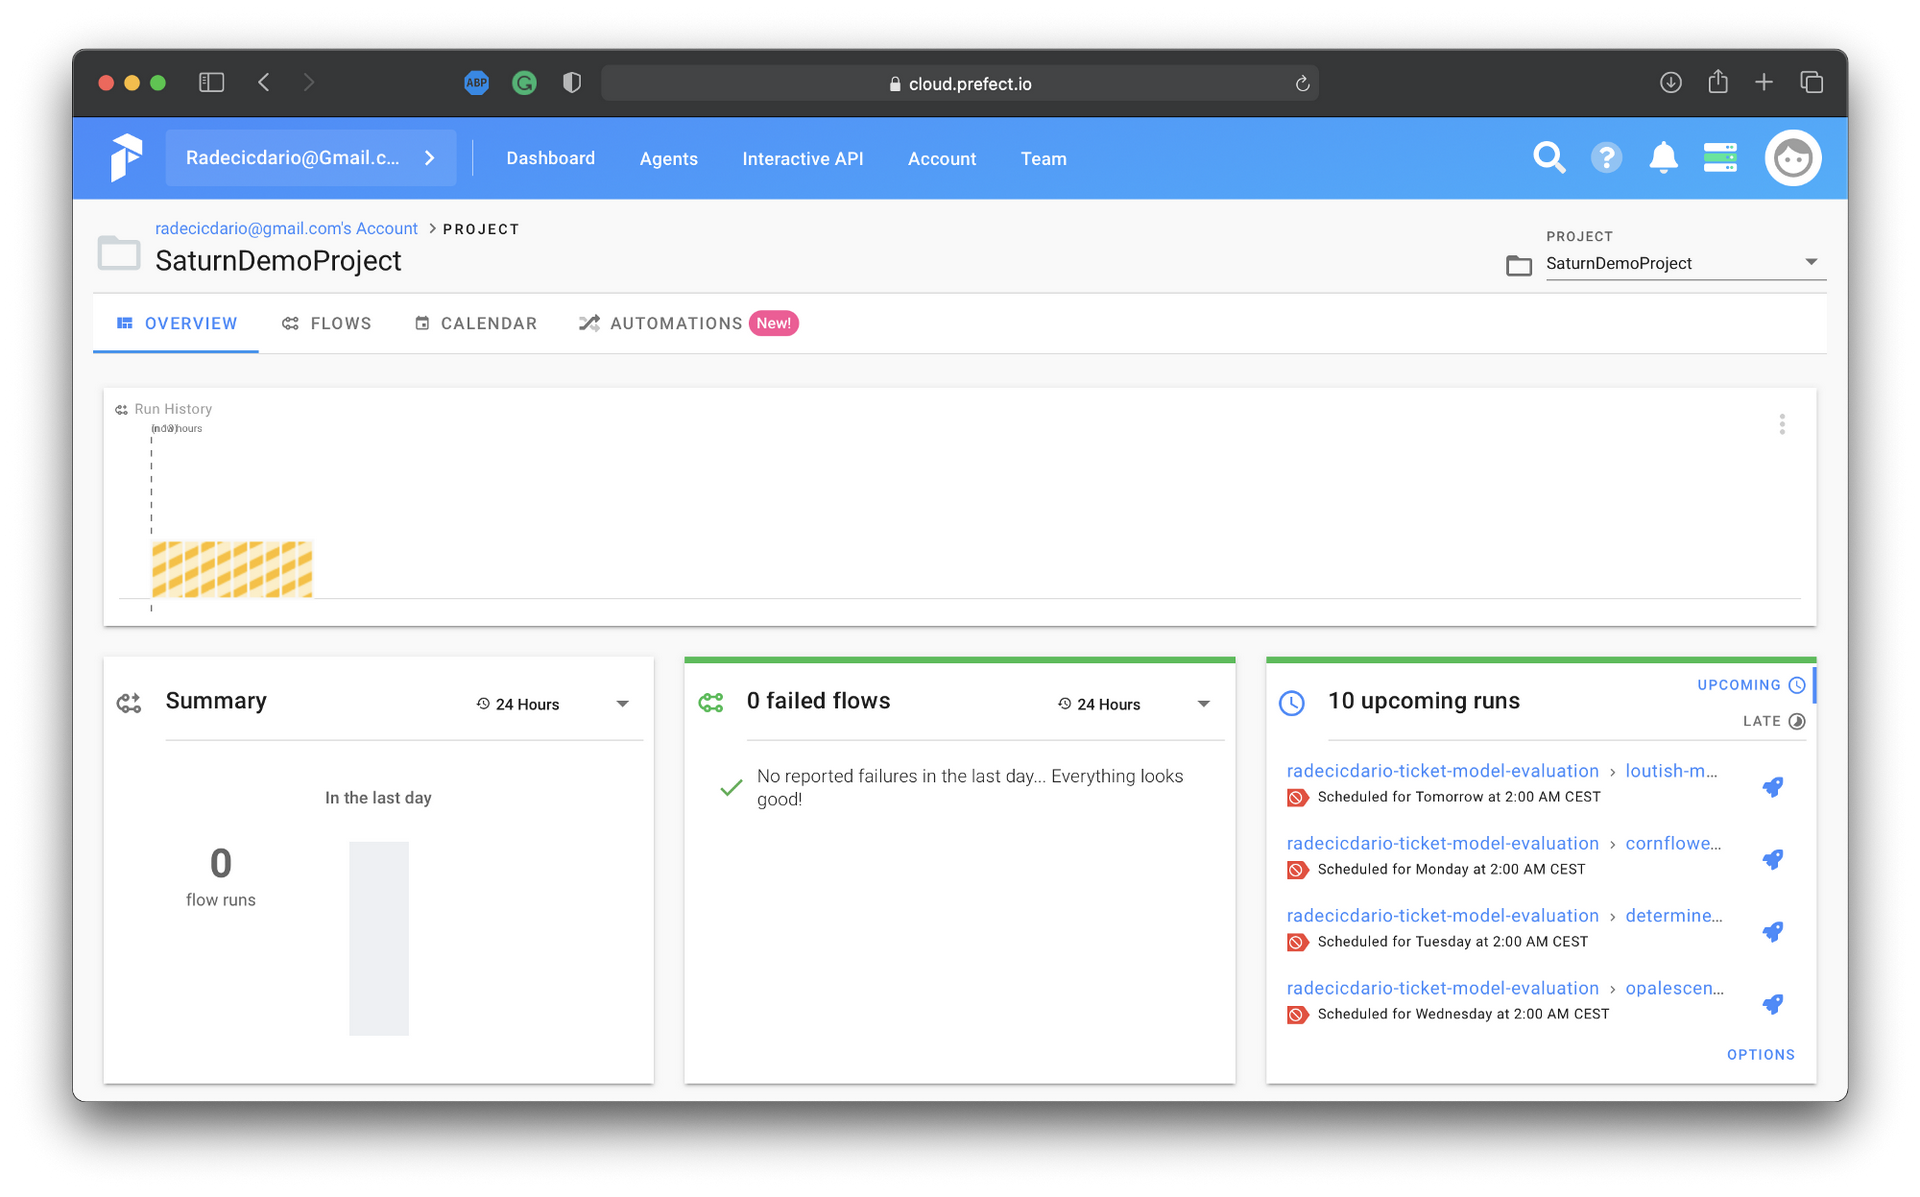 ABP
cloud.prefect.io
Radecicdario@Gmail.c...
Dashboard
Agents
Interactive API
Account
Team
?
radecicdario@gmail.com's Account > PROJECT
SaturnDemoProject
PROJECT
SaturnDemoProject
OVERVIEW
FLOWS
CALENDAR
AUTOMATIONS New!
Run History
hours
Summary
24 Hours
In the last day
0
flow runs
0 failed flows
24 Hours
No reported failures in the last day... Everything looks
good!
10 upcoming runs
UPCOMING
LATE
radecicdario-ticket-model-evaluation > loutish-m...
Scheduled for Tomorrow at 2:00 AM CEST
radecicdario-ticket-model-evaluation > cornflowe...
Scheduled for Monday at 2:00 AM CEST
radecicdario-ticket-model-evaluation > determine...
Scheduled for Tuesday at 2:00 AM CEST
radecicdario-ticket-model-evaluation > opalescen...
Scheduled for Wednesday at 2:00 AM CEST
OPTIONS